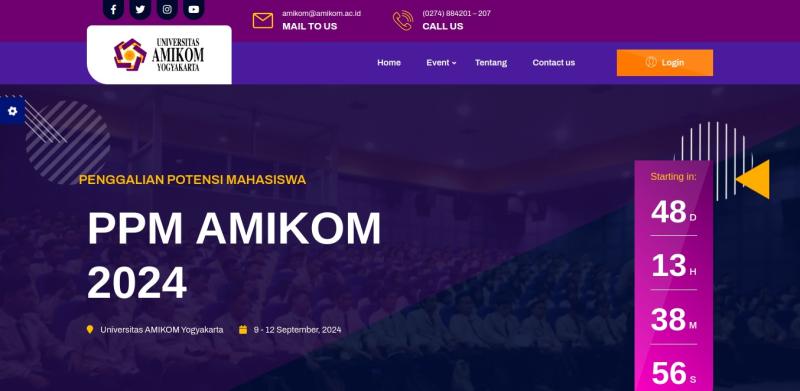 amikom@amikom.ac.id
MAIL TO US
(0274) 884201 – 207
CALL US
UNIVERSITAS
AMIKOM
YOGYAKARTA
Home
Event
Tentang
Contact us
Login
PENGGALIAN POTENSI MAHASISWA
PPM AMIKOM
2024
Universitas AMIKOM Yogyakarta
9 - 12 September, 2024
Starting in:
48 D
13 H
38 M
56 S